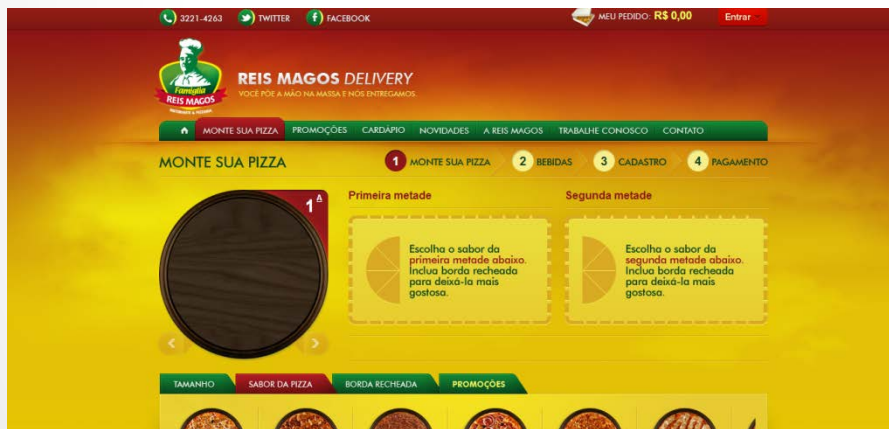 3221-4263 TWITTER FACEBOOK MEU PEDIDO: R$ 0,00 Entrar
Famiglia
REIS MAGOS
REIS MAGOS DELIVERY
VOCÊ PÕE A MÃO NA MASSA E NÓS ENTREGAMOS.
MONTE SUA PIZZA PROMOÇÕES CARDÁPIO NOVIDADES A REIS MAGOS TRABALHE CONOSCO CONTATO
MONTE SUA PIZZA 1 MONTE SUA PIZZA 2 BEBIDAS 3 CADASTRO 4 PAGAMENTO
1ª
Primeira metade
Escolha o sabor da
primeira metade abaixo.
Inclua borda recheada
para deixá-la mais
gostosa.
Segunda metade
Escolha o sabor da
segunda metade abaixo.
Inclua borda recheada
para deixá-la mais
gostosa.
TAMANHO SABOR DA PIZZA BORDA RECHEADA PROMOÇÕES